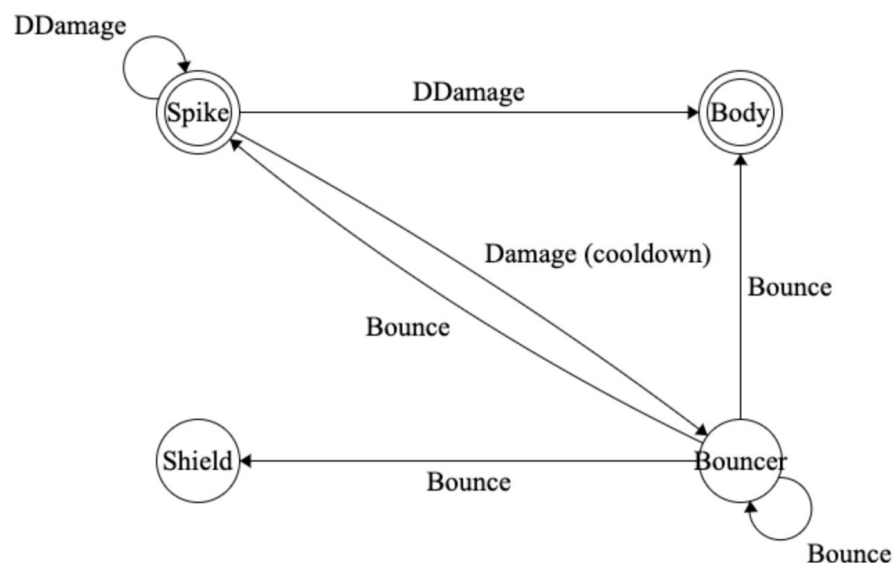 DDamage
Spike
DDamage
Body
Damage (cooldown)
Bounce
Bounce
Shield
Bouncer
Bounce
Bounce